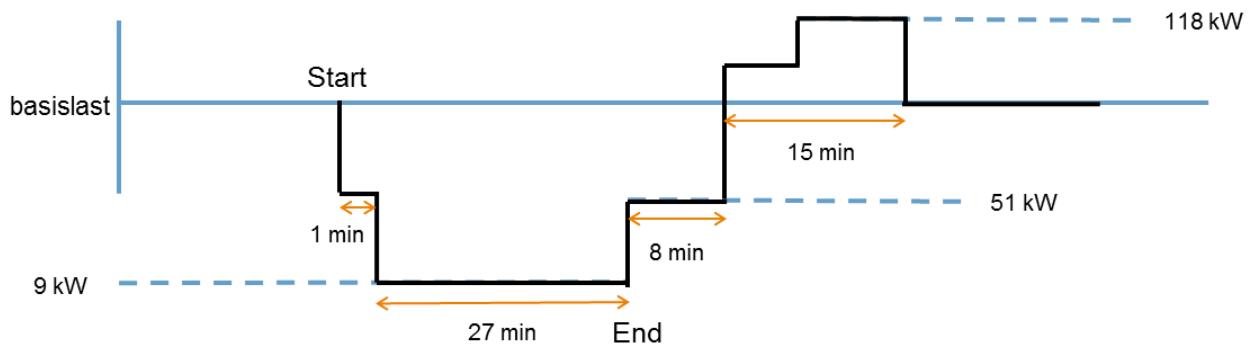 118 kW
Start
basislast
15 min
51 kW
1 min
8 min
9 kW
27 min
End